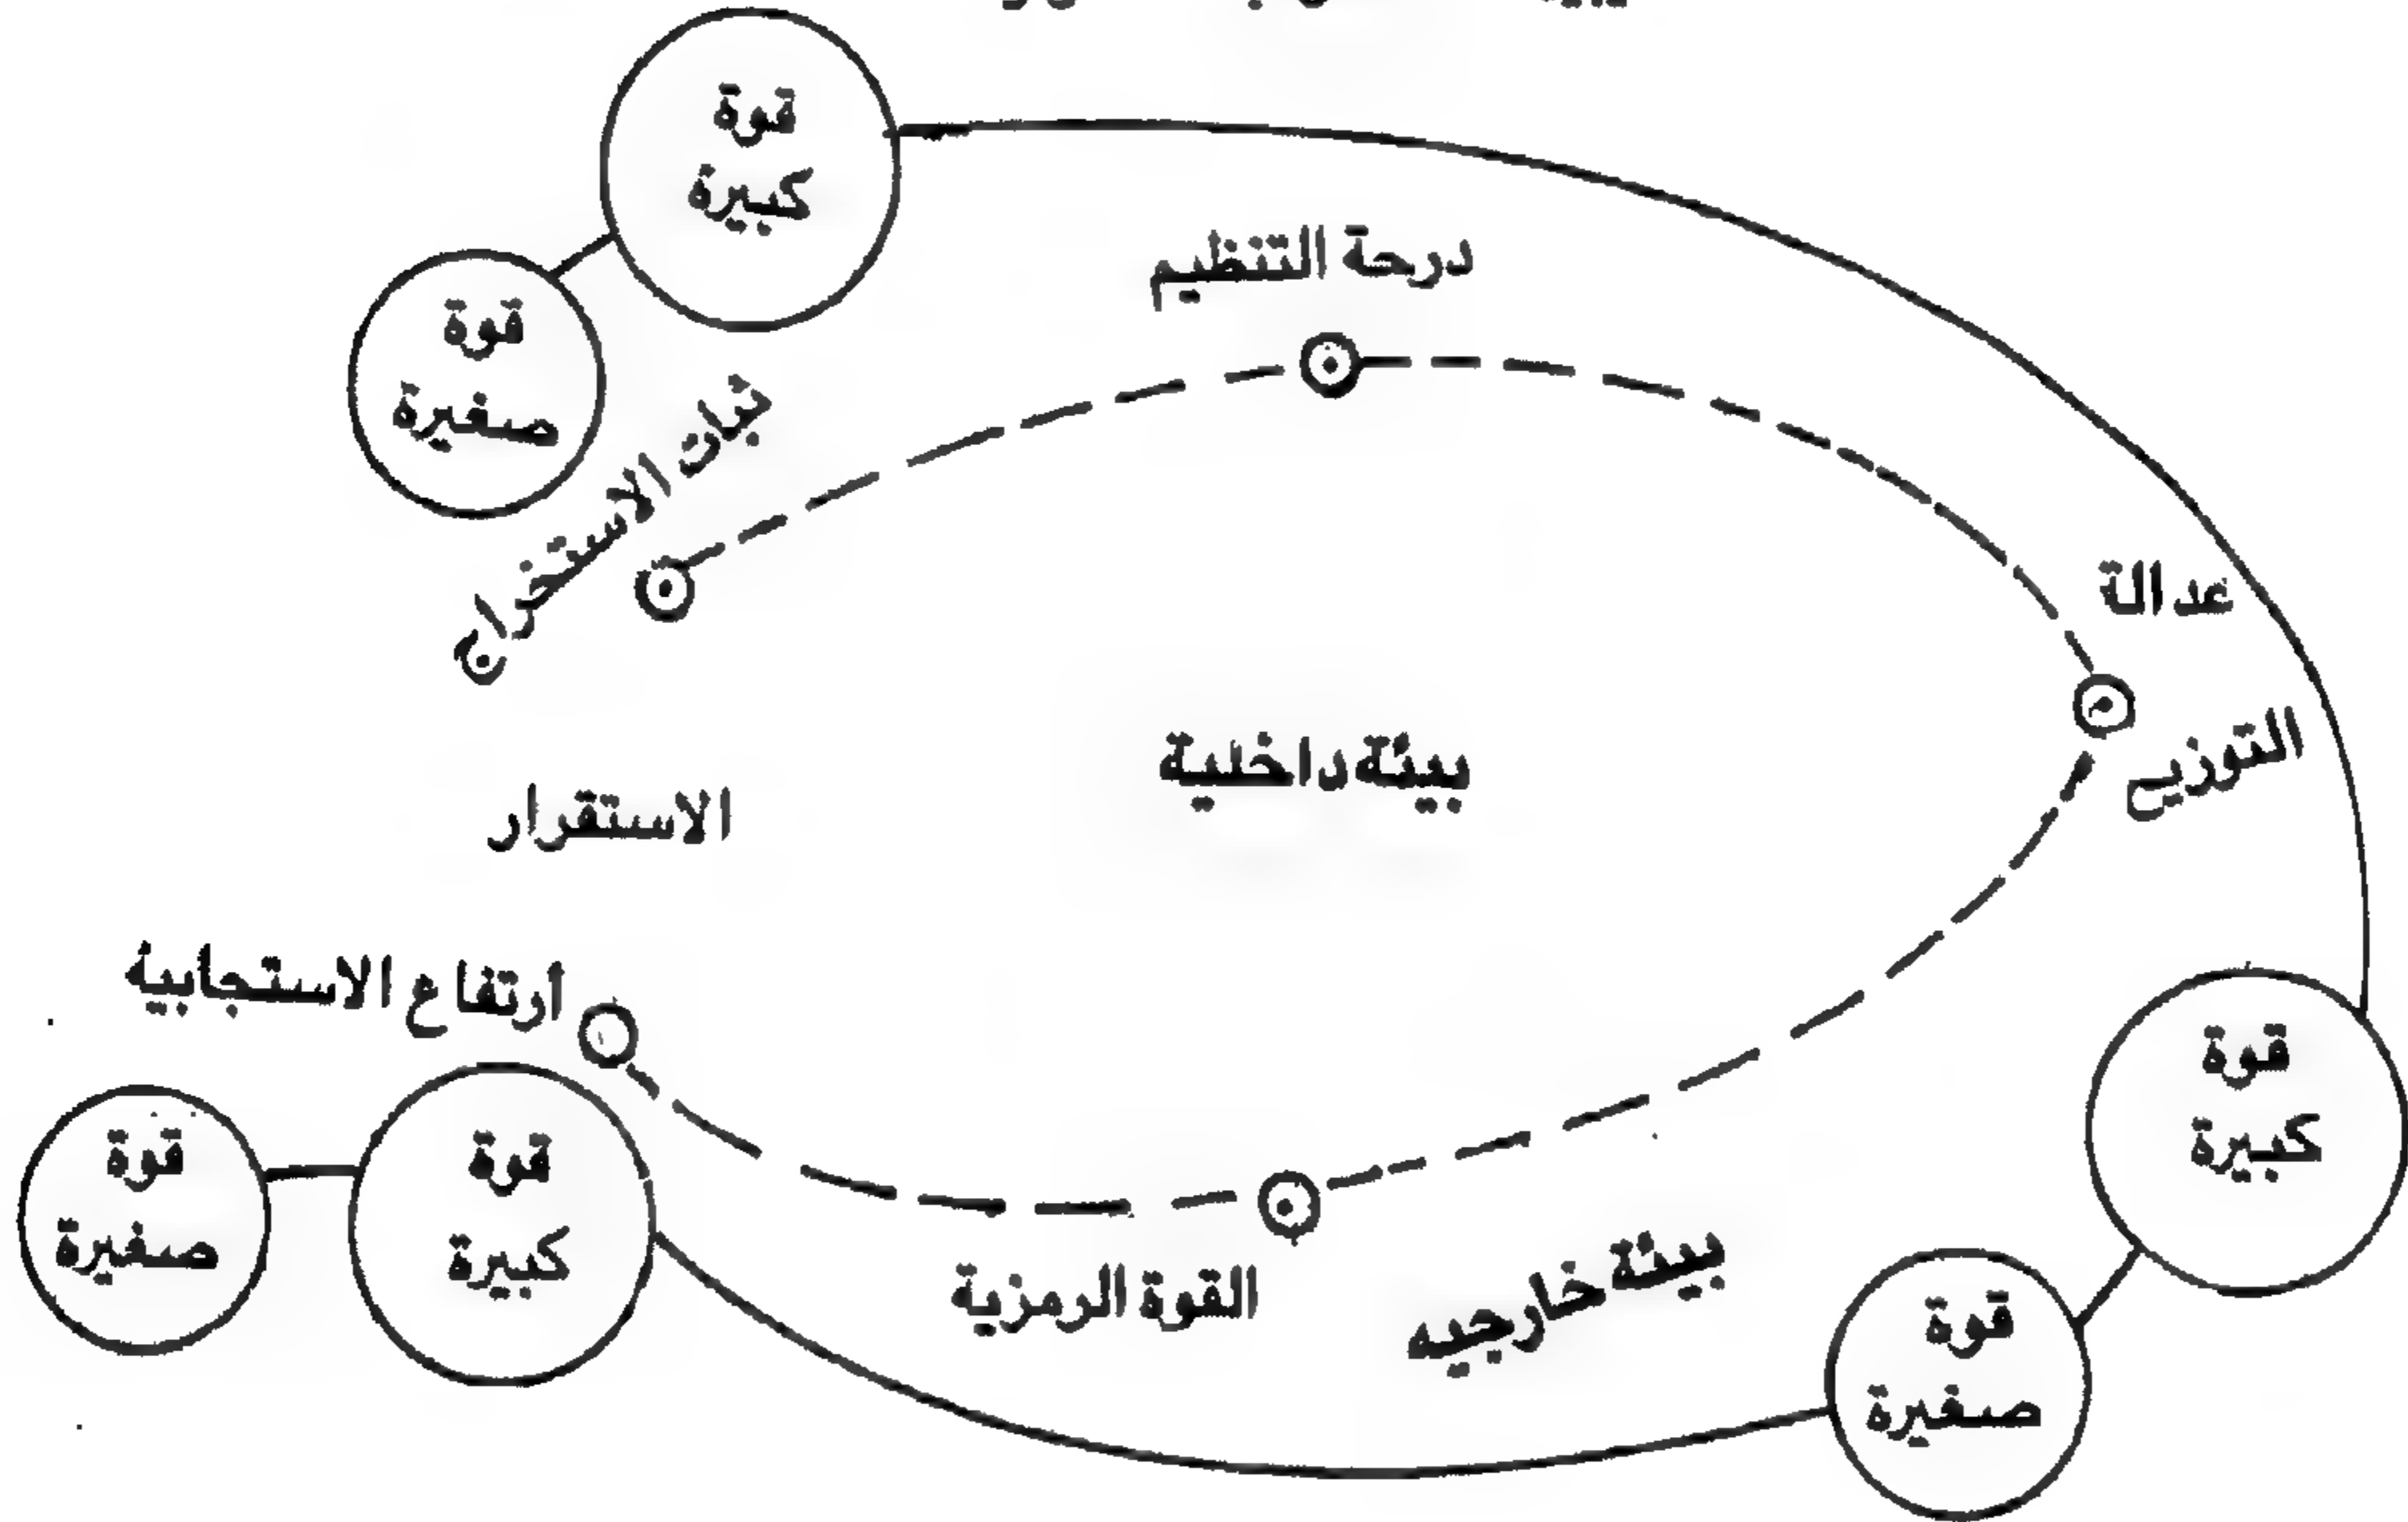 قوة
كبيرة
قوة
صغيرة
درجة التنظيم
ثبات الاستخراج
عدالة
التوزيع
بيئة داخلية
الاستقرار
ارتفاع الاستجابية
قوة
كبيرة
قوة
كبيرة
قوة
صغيرة
القوة الرمزية
بيئة خارجيه
قوة
صغيرة